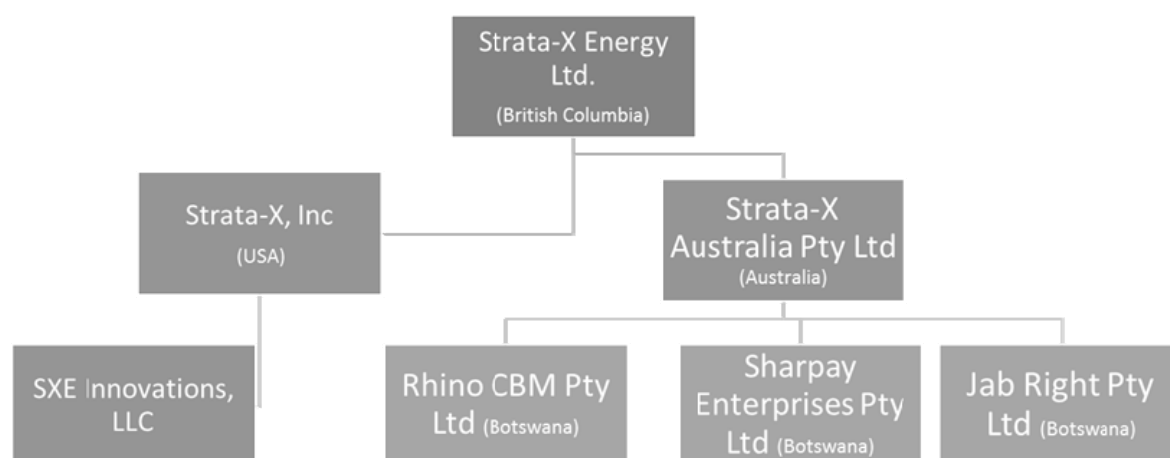 Strata-X Energy
Ltd.
(British Columbia)
Strata-X, Inc
(USA)
Strata-X
Australia Pty Ltd
(Australia)
SXE Innovations,
LLC
Rhino CBM Pty
Ltd (Botswana)
Sharpay
Enterprises Pty
Ltd (Botswana)
Jab Right Pty
Ltd (Botswana)